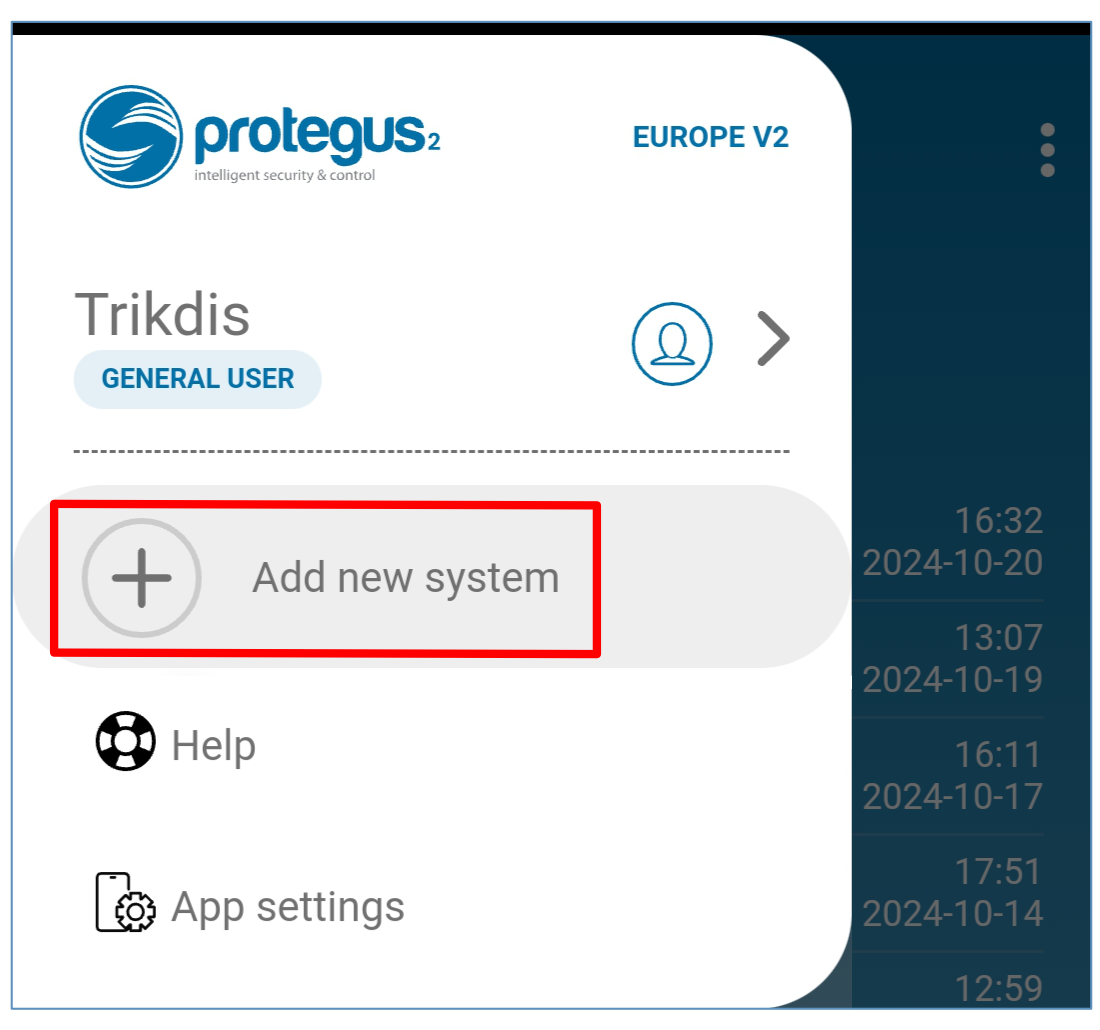 protegus2
intelligent security & control
EUROPE V2
Trikdis
GENERAL USER
Add new system
Help
App settings
16:32
2024-10-20
13:07
2024-10-19
16:11
2024-10-17
17:51
2024-10-14
12:59